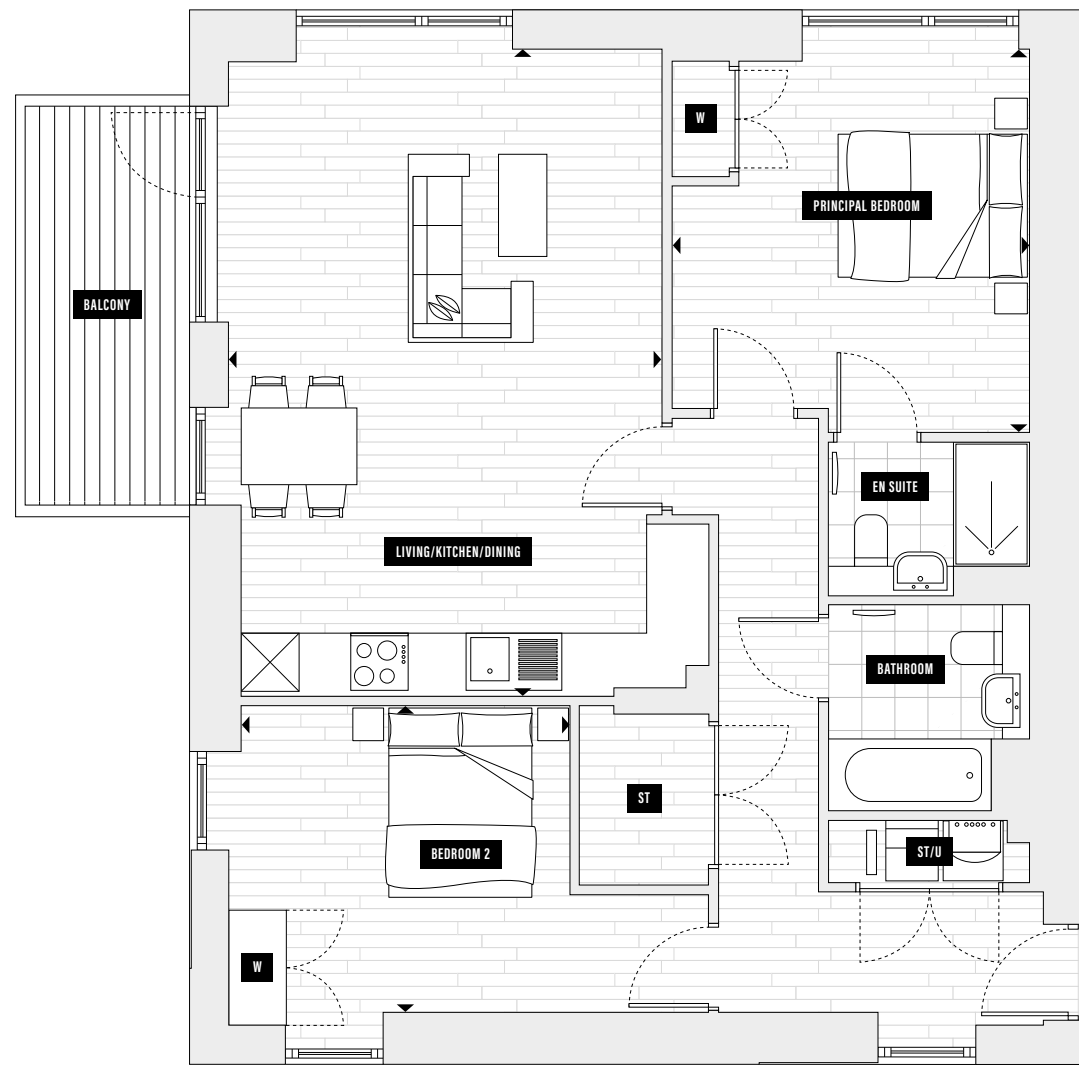 W
PRINCIPAL BEDROOM
BALCONY
EN SUITE
LIVING/KITCHEN/DINING
BATHROOM
ST
BEDROOM 2
ST/U
W